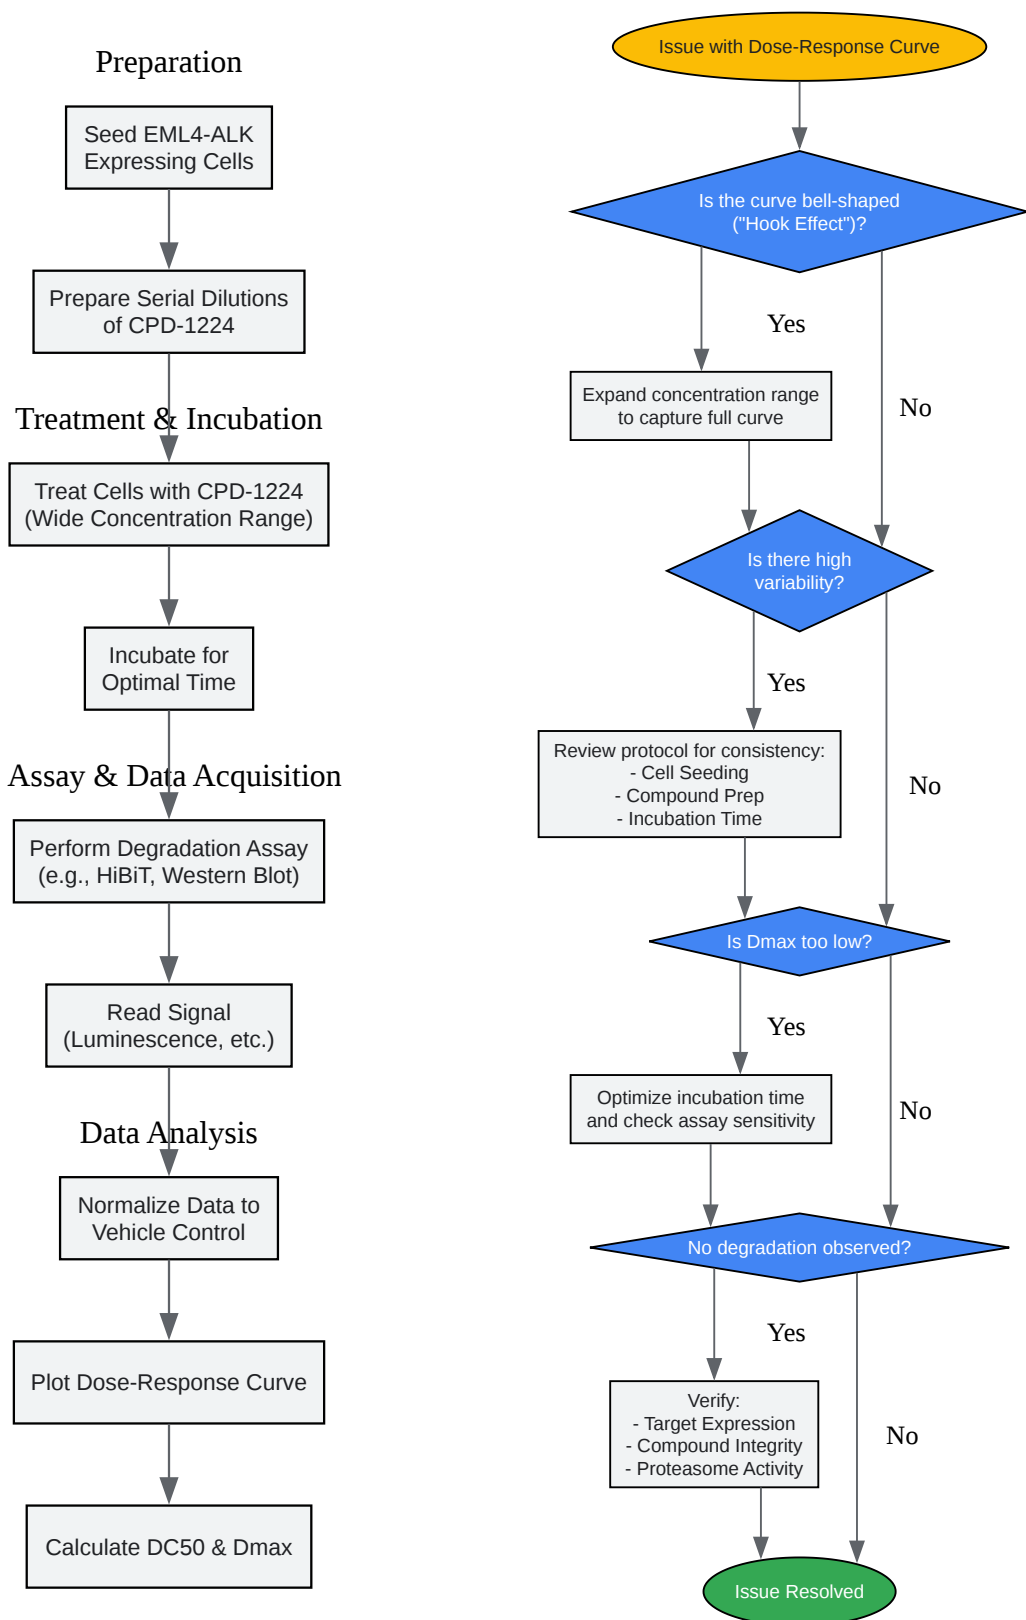 Preparation
Seed EML4-ALK
Expressing Cells
Prepare Serial Dilutions
of CPD-1224
Treatment & Incubation
Treat Cells with CPD-1224
(Wide Concentration Range)
Incubate for
Optimal Time
Assay & Data Acquisition
Perform Degradation Assay
(e.g., HiBiT, Western Blot)
Read Signal
(Luminescence, etc.)
Data Analysis
Normalize Data to
Vehicle Control
Plot Dose-Response Curve
Calculate DC50 & Dmax
Issue with Dose-Response Curve
Is the curve bell-shaped
("Hook Effect")?
Yes
No
Expand concentration range
to capture full curve
Is there high
variability?
Yes
No
Review protocol for consistency:
- Cell Seeding
- Compound Prep
- Incubation Time
Is Dmax too low?
Yes
No
Optimize incubation time
and check assay sensitivity
No degradation observed?
Yes
No
Verify:
- Target Expression
- Compound Integrity
- Proteasome Activity
Issue Resolved